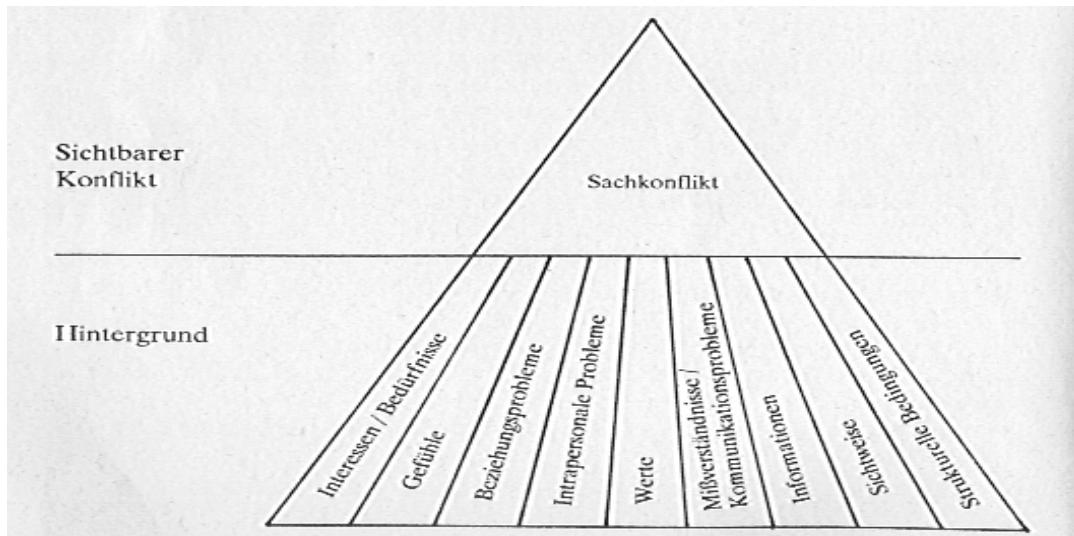 Sichtbarer
Konflikt
Sachkonflikt
Hintergrund
Interessen / Bedürfnisse
Gefühle
Beziehungsprobleme
Intrapersonale Probleme
Werte
Mißverständnisse /
Kommunikationsprobleme
Informationen
Sichtweise
Strukturelle Bedingungen